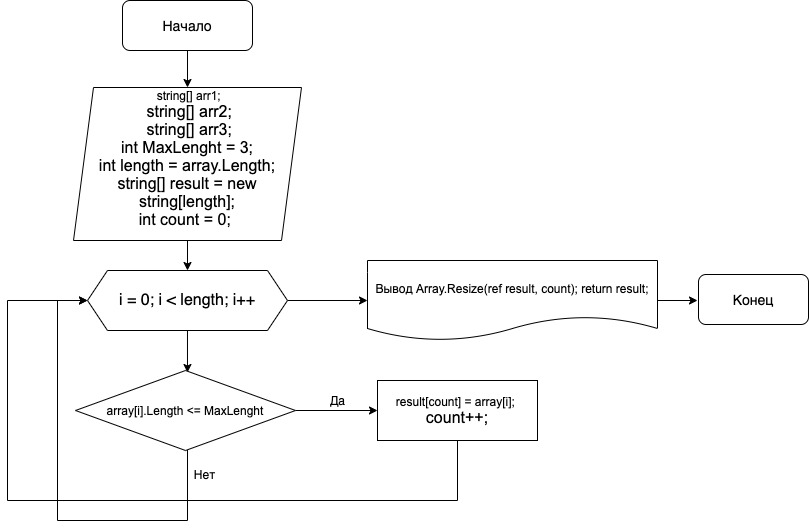 Начало
string[] arr1;
string[] arr2;
string[] arr3;
int MaxLenght = 3;
int length = array.Length;
string[] result = new
string[length];
int count = 0;
i = 0; i < length; i++
Вывод Array.Resize(ref result, count); return result;
Конец
array[i].Length <= MaxLenght
Да
result[count] = array[i];
count++;
Нет